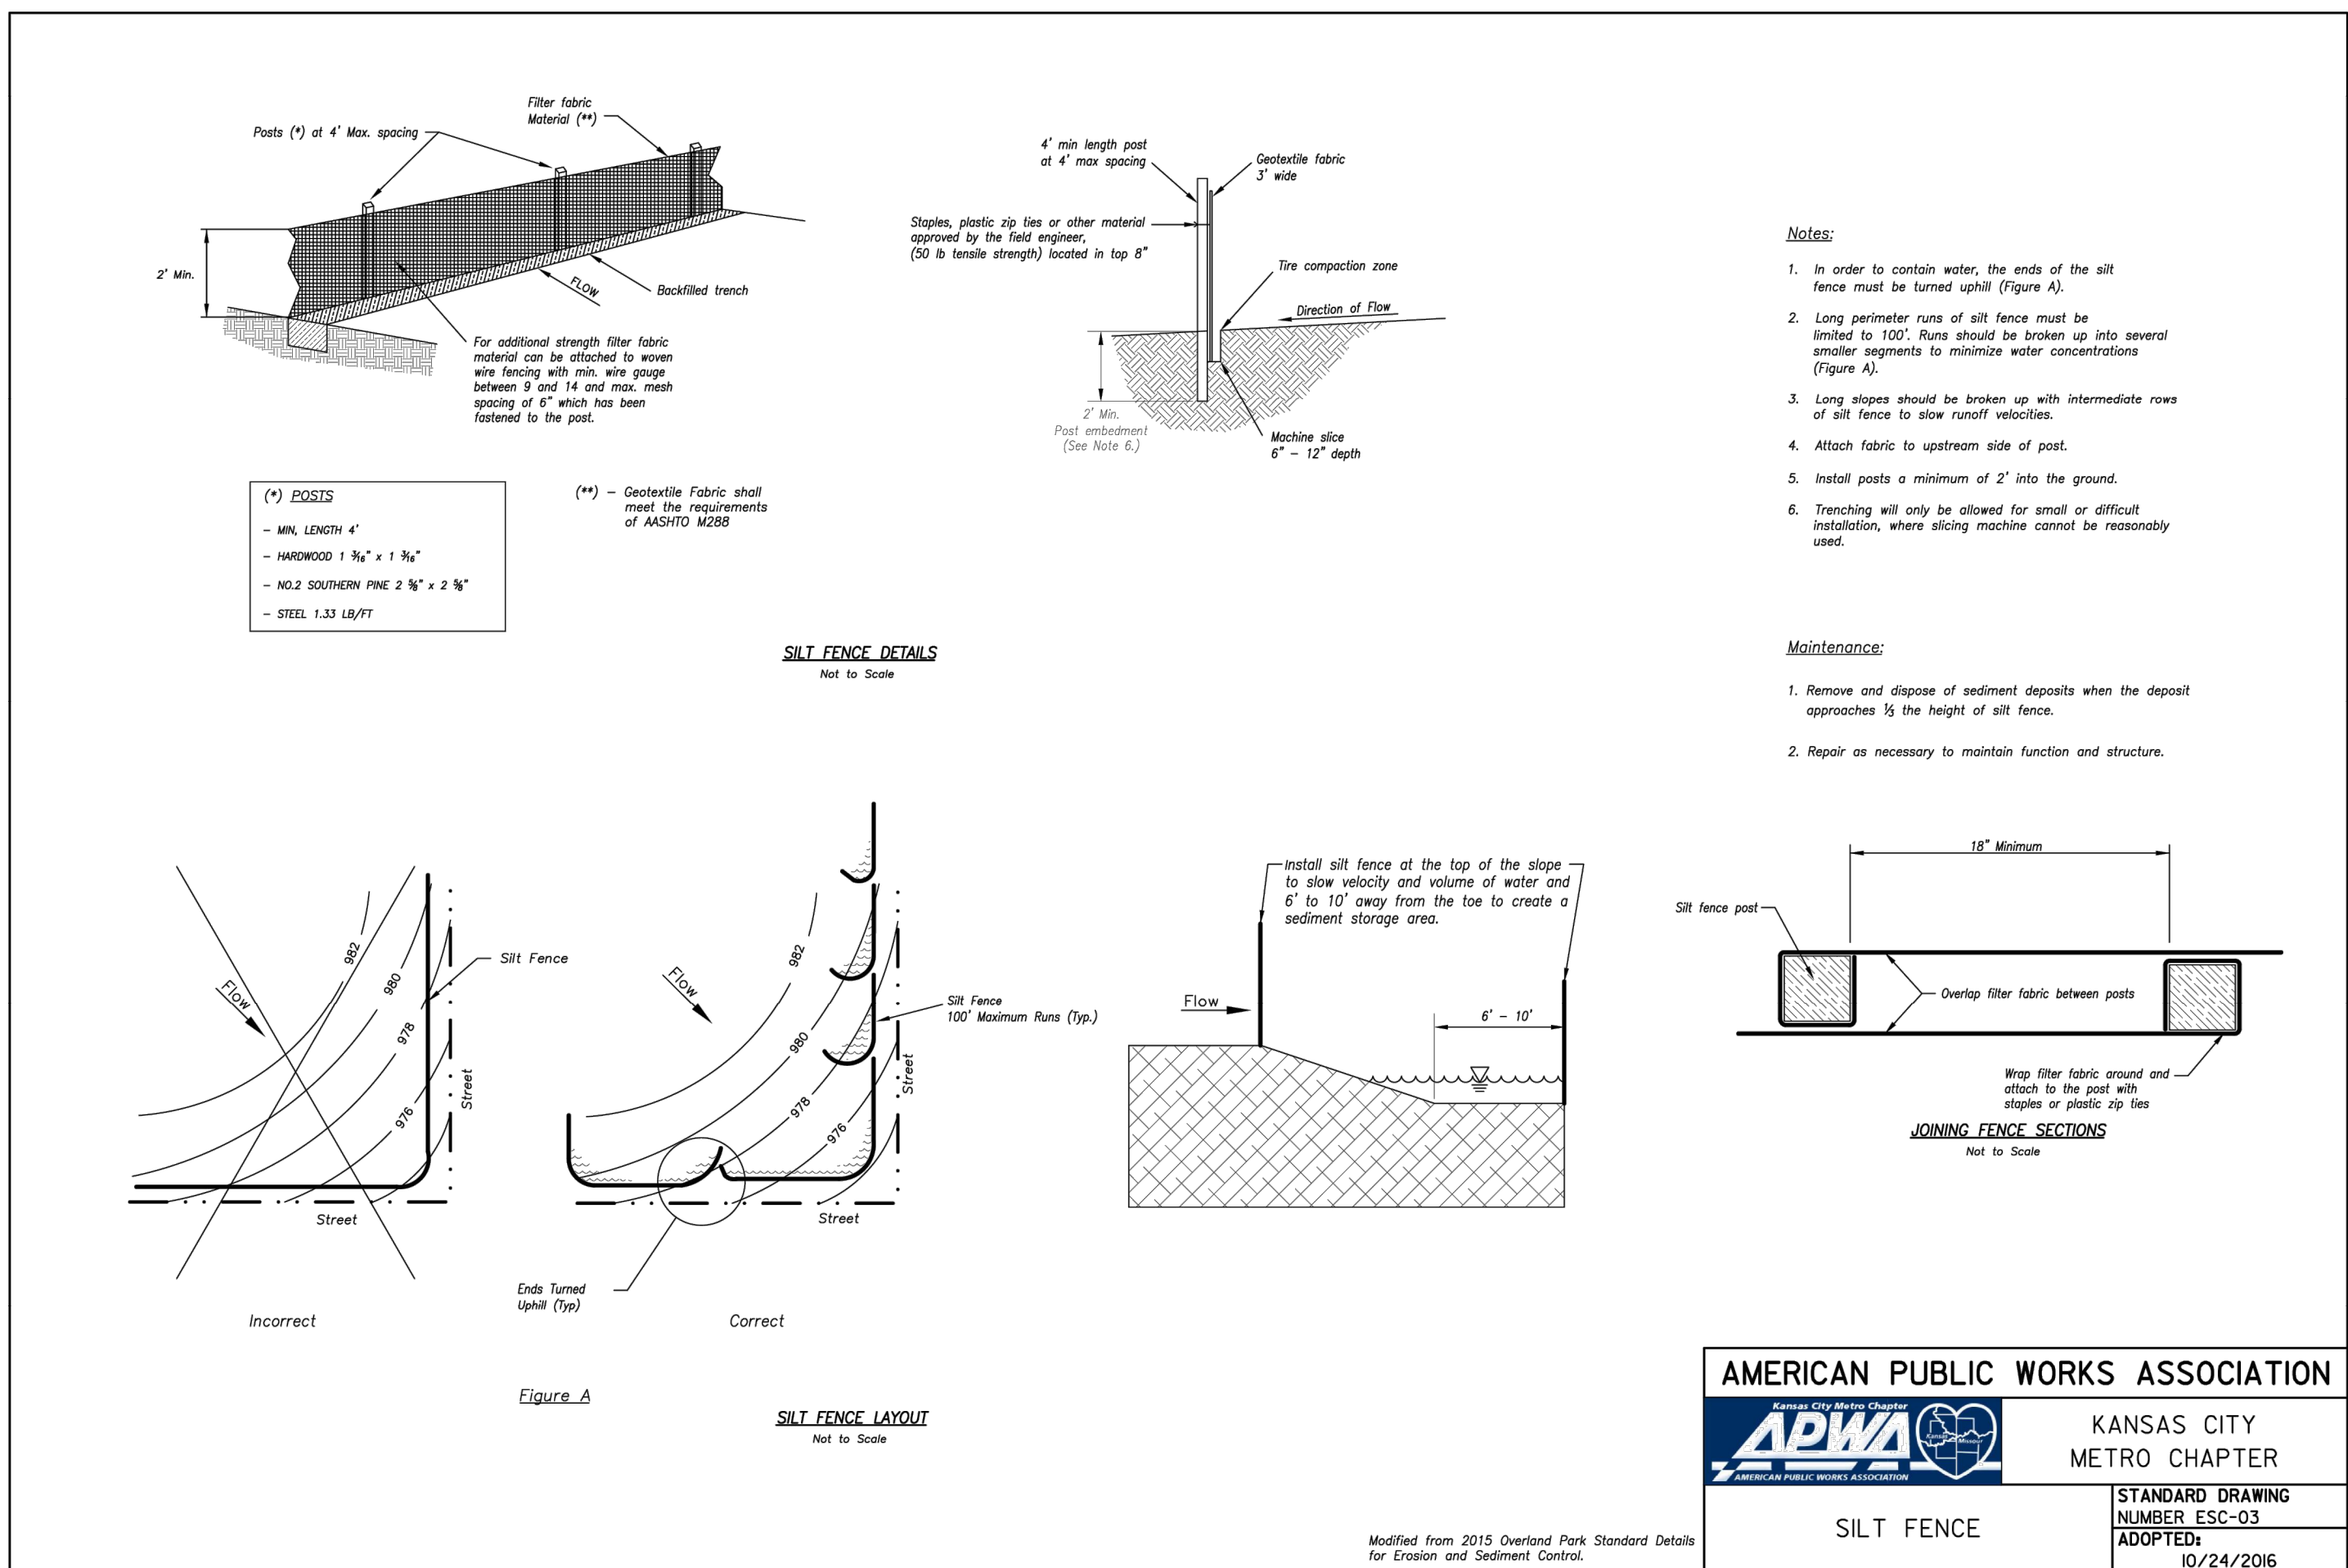 Filter fabric
Material (**)
Posts (*) at 4' Max. spacing
2' Min.
FLOW
Backfilled trench
For additional strength filter fabric
material can be attached to woven
wire fencing with min. wire gauge
between 9 and 14 and max. mesh
spacing of 6" which has been
fastened to the post.
4' min length post
at 4' max spacing
Geotextile fabric
3' wide
Staples, plastic zip ties or other material
approved by the field engineer,
(50 lb tensile strength) located in top 8"
Tire compaction zone
Direction of Flow
2' Min.
Post embedment
(See Note 6.)
Machine slice
6" – 12" depth
(*) POSTS
– MIN, LENGTH 4'
– HARDWOOD 1 3/16" x 1 3/16"
– NO.2 SOUTHERN PINE 2 5/8" x 2 5/8"
– STEEL 1.33 LB/FT
(**) – Geotextile Fabric shall
meet the requirements
of AASHTO M288
SILT FENCE DETAILS
Not to Scale
Notes:
1. In order to contain water, the ends of the silt
fence must be turned uphill (Figure A).
2. Long perimeter runs of silt fence must be
limited to 100'. Runs should be broken up into several
smaller segments to minimize water concentrations
(Figure A).
3. Long slopes should be broken up with intermediate rows
of silt fence to slow runoff velocities.
4. Attach fabric to upstream side of post.
5. Install posts a minimum of 2' into the ground.
6. Trenching will only be allowed for small or difficult
installation, where slicing machine cannot be reasonably
used.
Maintenance:
1. Remove and dispose of sediment deposits when the deposit
approaches 1/3 the height of silt fence.
2. Repair as necessary to maintain function and structure.
982
980
978
976
Flow
Silt Fence
Street
Street
Incorrect
982
980
978
976
Flow
Silt Fence
100' Maximum Runs (Typ.)
Street
Street
Ends Turned
Uphill (Typ)
Correct
Figure A
SILT FENCE LAYOUT
Not to Scale
Install silt fence at the top of the slope
to slow velocity and volume of water and
6' to 10' away from the toe to create a
sediment storage area.
Flow
6' – 10'
18" Minimum
Silt fence post
Overlap filter fabric between posts
Wrap filter fabric around and
attach to the post with
staples or plastic zip ties
JOINING FENCE SECTIONS
Not to Scale
Modified from 2015 Overland Park Standard Details
for Erosion and Sediment Control.
AMERICAN PUBLIC WORKS ASSOCIATION
Kansas City Metro Chapter
APWA
Kansas Missouri
AMERICAN PUBLIC WORKS ASSOCIATION
KANSAS CITY
METRO CHAPTER
SILT FENCE
STANDARD DRAWING
NUMBER ESC-03
ADOPTED:
10/24/2016